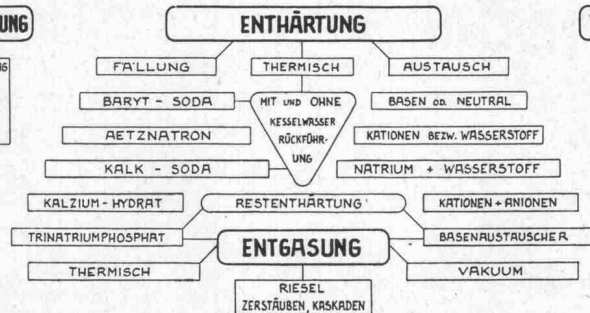 UNG
ENTHÄRTUNG
FÄLLUNG THERMISCH AUSTAUSCH
BARYT - SODA
MIT UND OHNE
KESSELWASSER
RÜCKFÜHR-
UNG
BASEN OD. NEUTRAL
AETZNATRON
KATIONEN BEZW. WASSERSTOFF
KALK - SODA
NATRIUM + WASSERSTOFF
KALZIUM-HYDRAT
RESTENTHÄRTUNG
KATIONEN + ANIONEN
TRINATRIUMPHOSPHAT
ENTGASUNG
BASENAUSTAUSCHER
THERMISCH
VAKUUM
RIESEL
ZERSTÄUBEN, KASKADEN